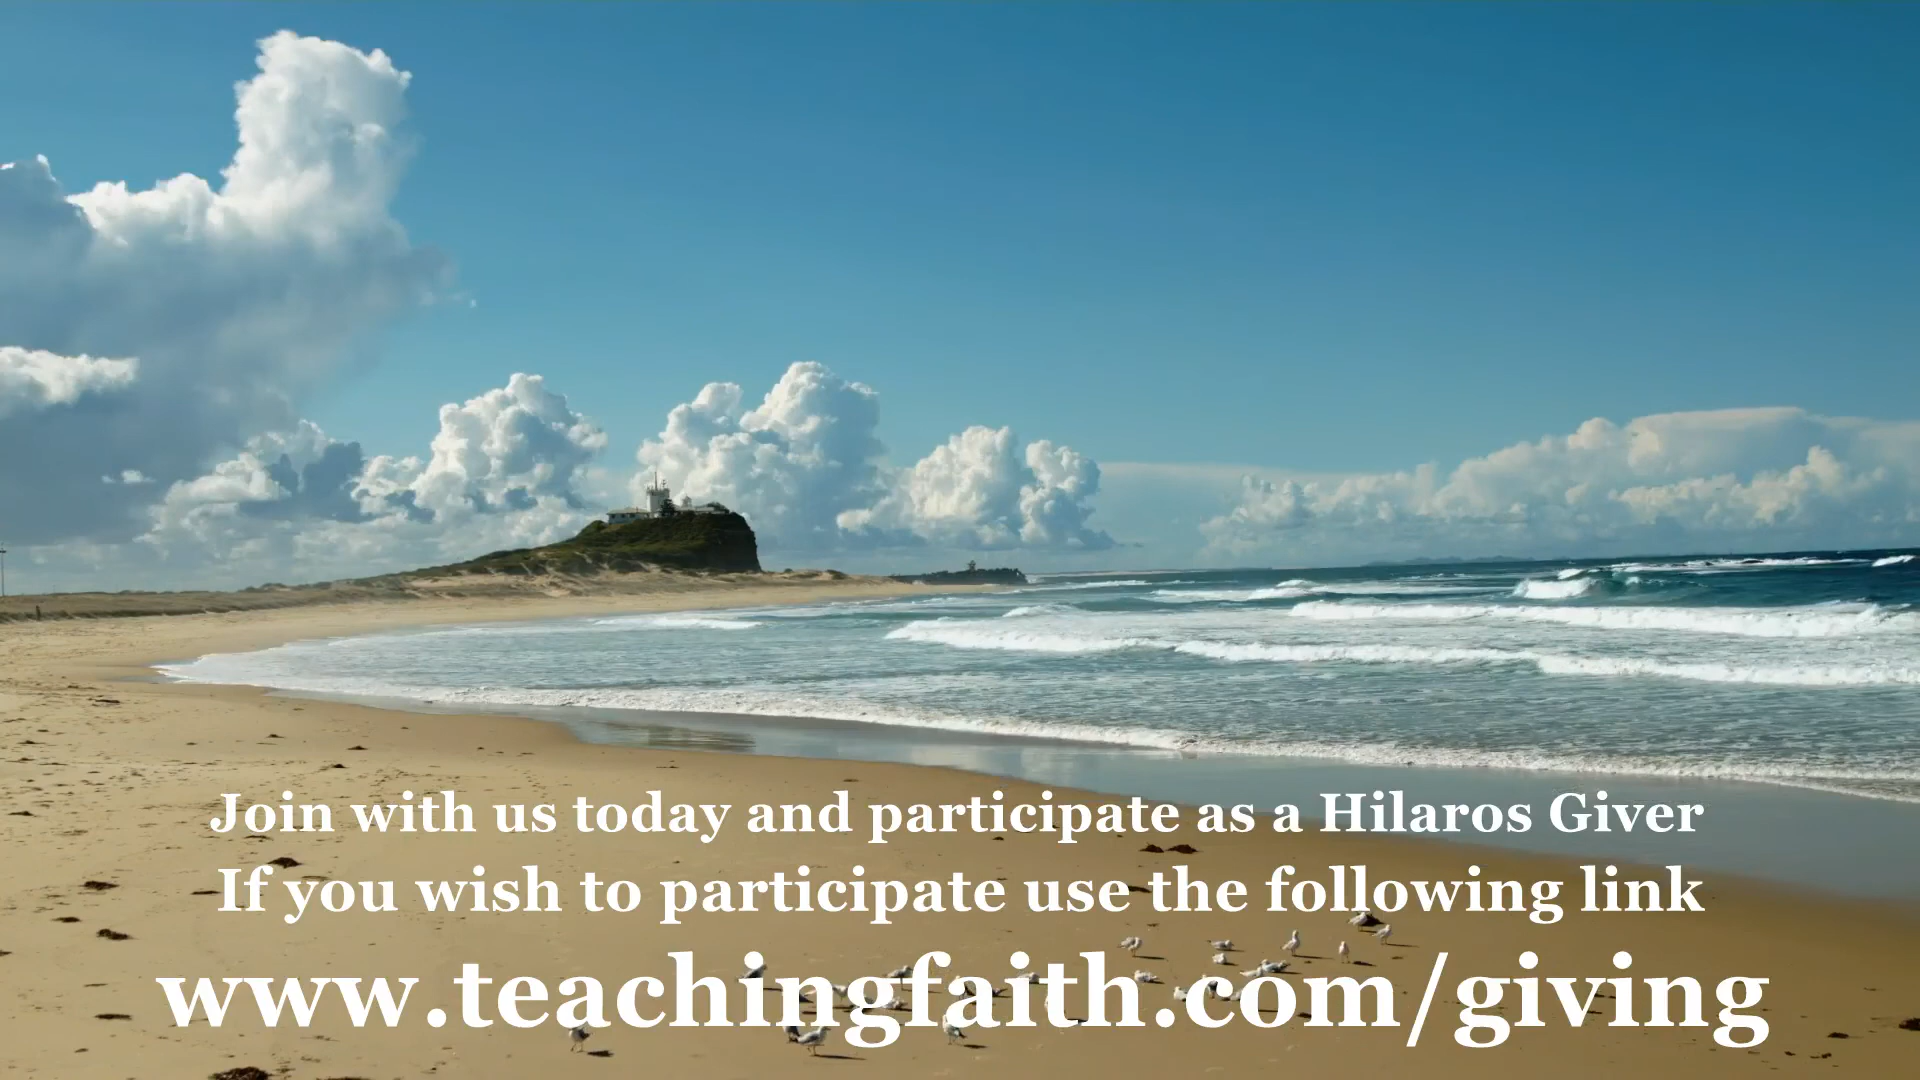 Join with us today and participate as a Hilaros Giver
If you wish to participate use the following link
www.teachingfaith.com/giving